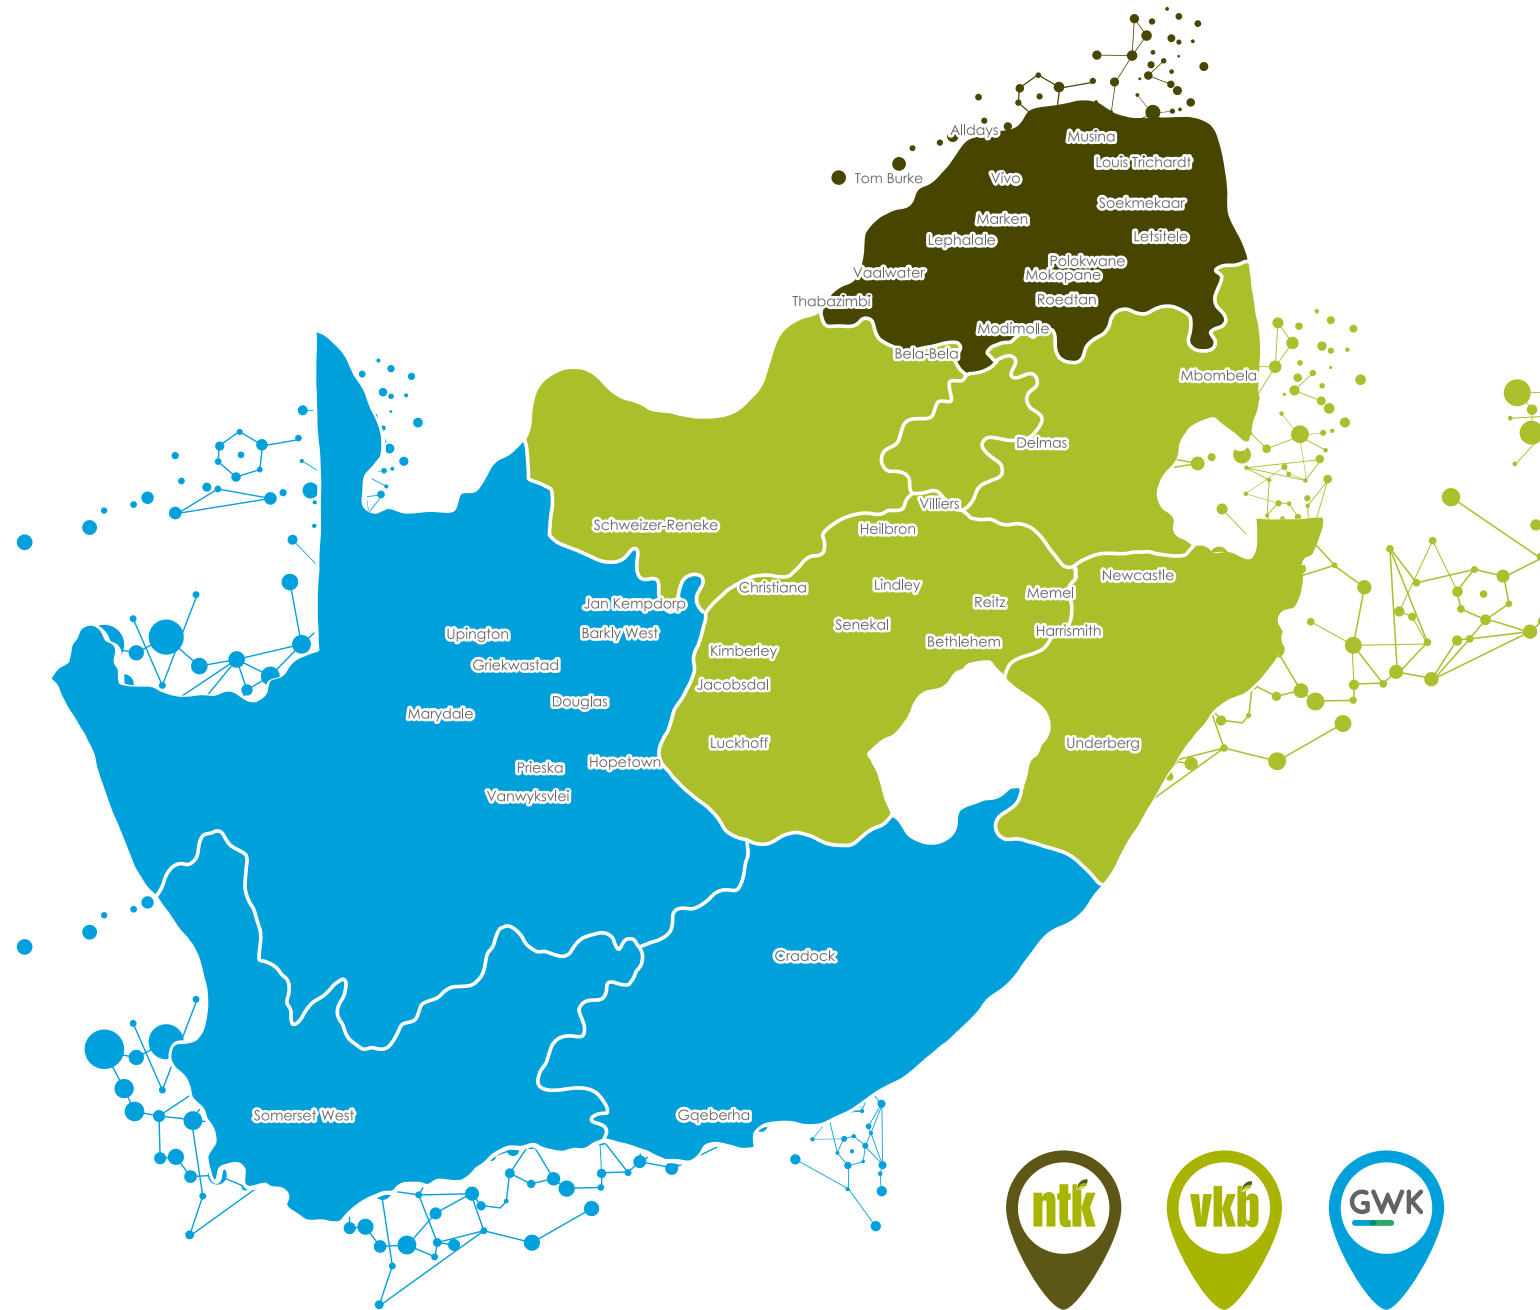 Alldays
Musina
Louis Trichardt
Tom Burke
Vivo
Soekmekaar
Marken
Letsitele
Lephalale
Polokwane
Vaalwater
Mokopane
Thabazimbi
Roedtan
Modimolle
Bela-Bela
Mbombela
Delmas
Villiers
Schweizer-Reneke
Heilbron
Newcastle
Christiana
Lindley
Memel
Jan Kempdorp
Reitz
Senekal
Upington
Barkly West
Harrismith
Bethlehem
Kimberley
Griekwastad
Jacobsdal
Douglas
Marydale
Luckhoff
Underberg
Prieska
Hopetown
Vanwyksvlei
Cradock
Somerset West
Gqeberha
ntk
vkb
GWK